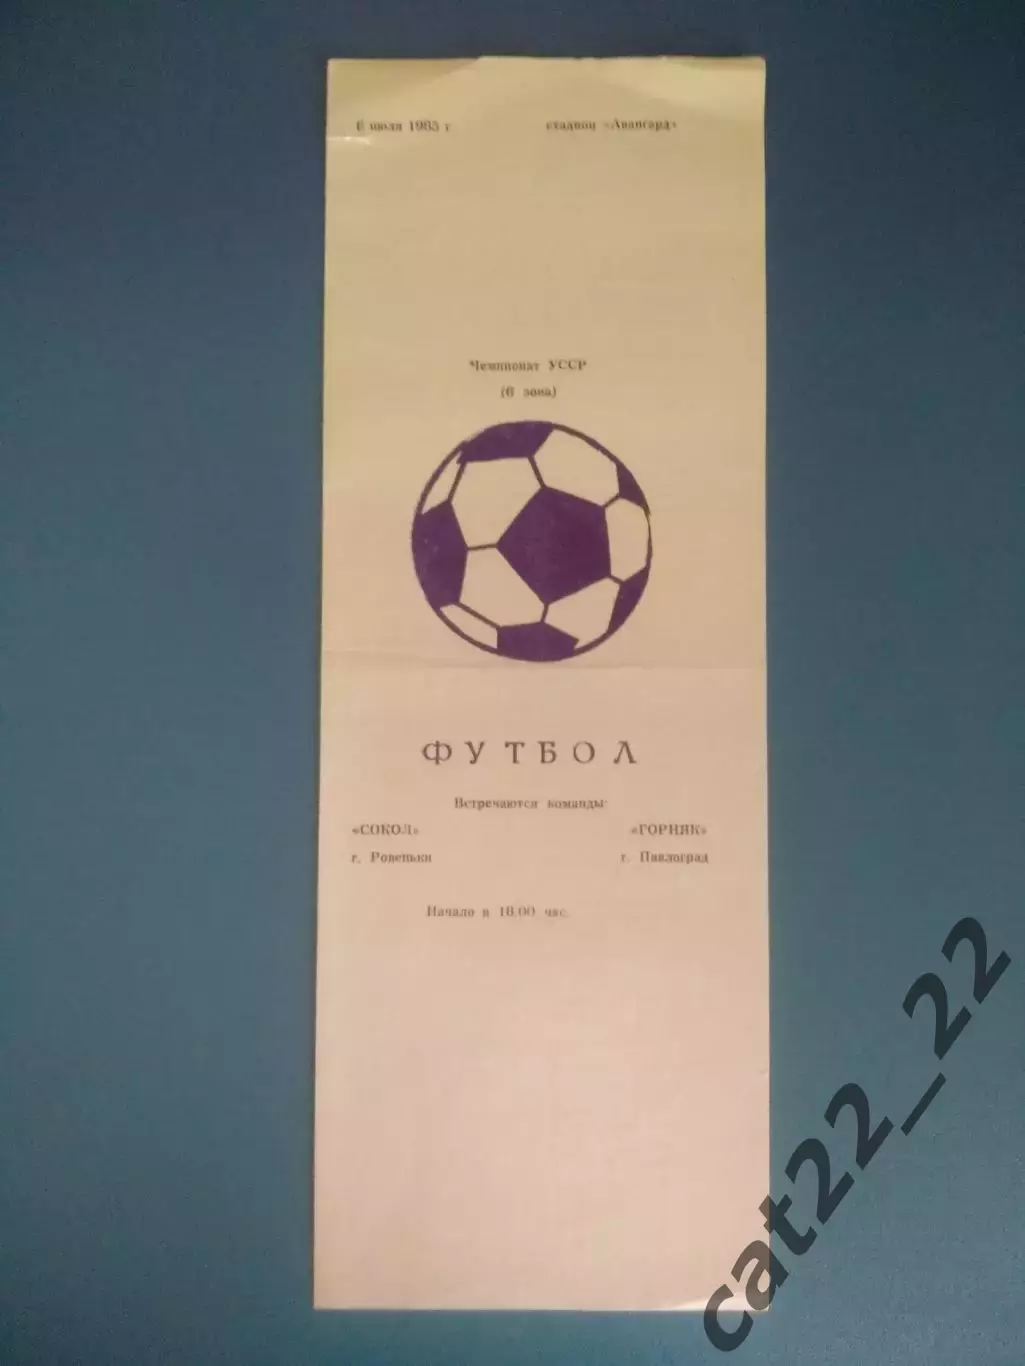 6 июля 1985 г. стадион «Авангард»
Чемпионат УССР
(6 зона)
ФУТБОЛ
Встречаются команды:
«СОКОЛ» «ГОРНЯК»
г. Ровеньки г. Павлоград
Начало в 18.00 час.
cat22_22